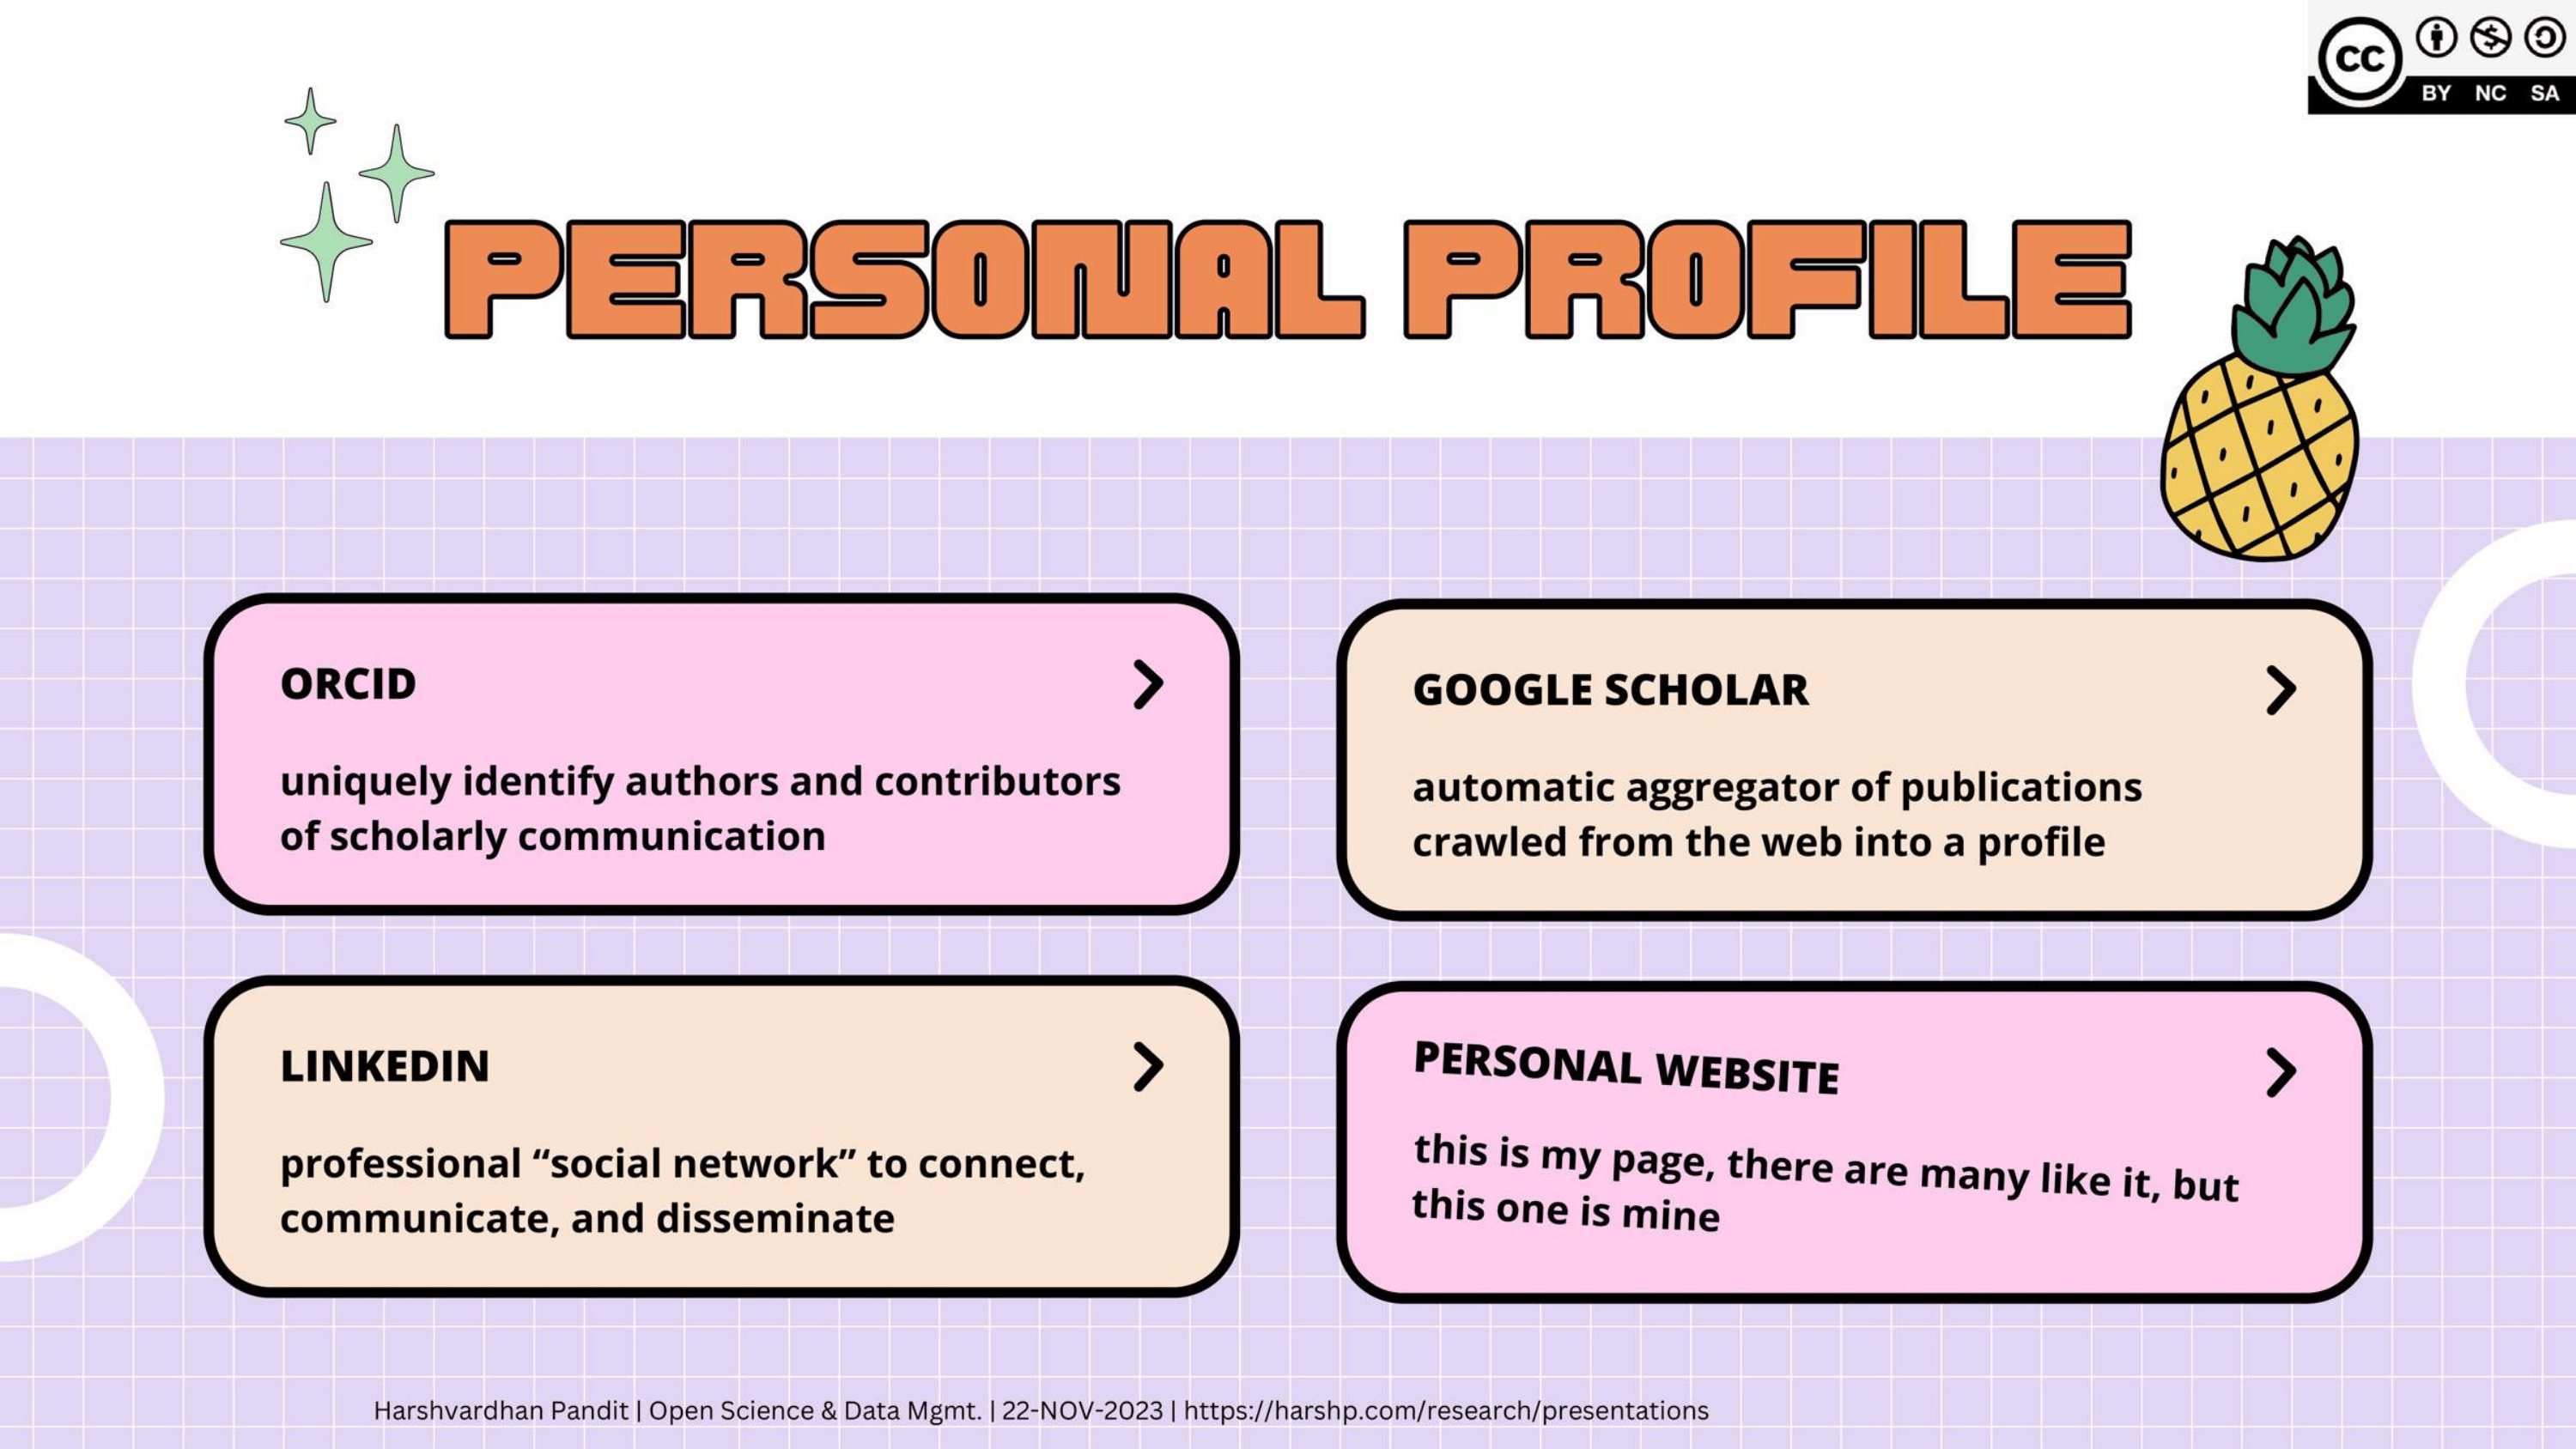 CC BY NC SA
PERSONAL PROFILE
ORCID
uniquely identify authors and contributors
of scholarly communication
GOOGLE SCHOLAR
automatic aggregator of publications
crawled from the web into a profile
LINKEDIN
professional “social network” to connect,
communicate, and disseminate
PERSONAL WEBSITE
this is my page, there are many like it, but
this one is mine
Harshvardhan Pandit | Open Science & Data Mgmt. | 22-NOV-2023 | https://harshp.com/research/presentations